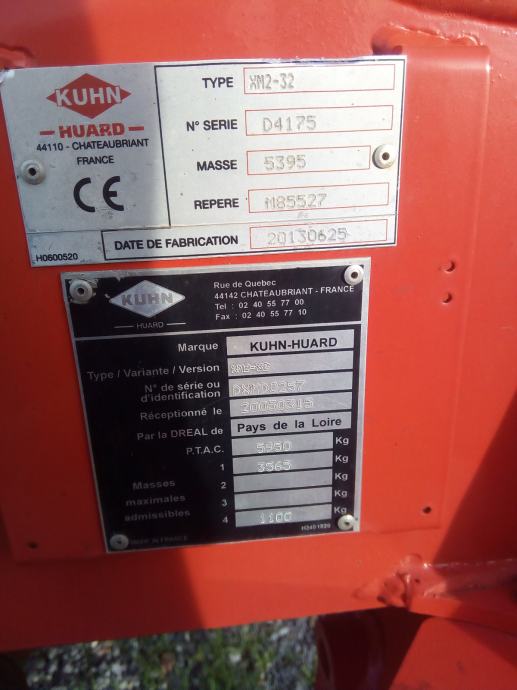 KUHN
HUARD
44110 - CHATEAUBRIANT
FRANCE
CE
H0600520
TYPE XM2-32
N° SERIE D4175
MASSE 5395
REPERE M85527
DATE DE FABRICATION 20130625
KUHN
HUARD
Rue de Quebec
44142 CHATEAUBRIANT - FRANCE
Tel : 02 40 55 77 00
Fax : 02 40 55 77 10
Marque KUHN-HUARD
Type / Variante / Version
N° de série ou
d'identification
Réceptionné le
Par la DREAL de Pays de la Loire
P.T.A.C. 5950 Kg
1 3565 Kg
Masses 2 Kg
maximales 3 Kg
admissibles 4 1100 Kg
MADE IN FRANCE